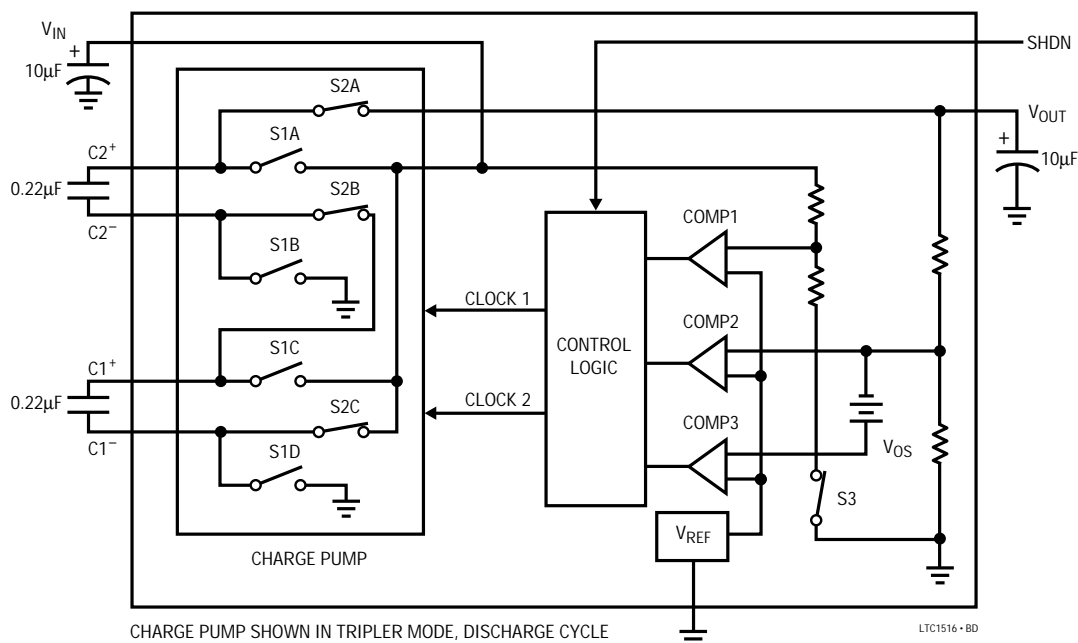 V_IN
SHDN
10µF
+
S2A
V_OUT
S1A
C2⁺
+
10µF
0.22µF
S2B
COMP1
C2⁻
S1B
CLOCK 1
COMP2
CONTROL
LOGIC
C1⁺
S1C
0.22µF
CLOCK 2
S2C
COMP3
C1⁻
S1D
V_OS
S3
V_REF
CHARGE PUMP
CHARGE PUMP SHOWN IN TRIPLER MODE, DISCHARGE CYCLE
LTC1516 • BD